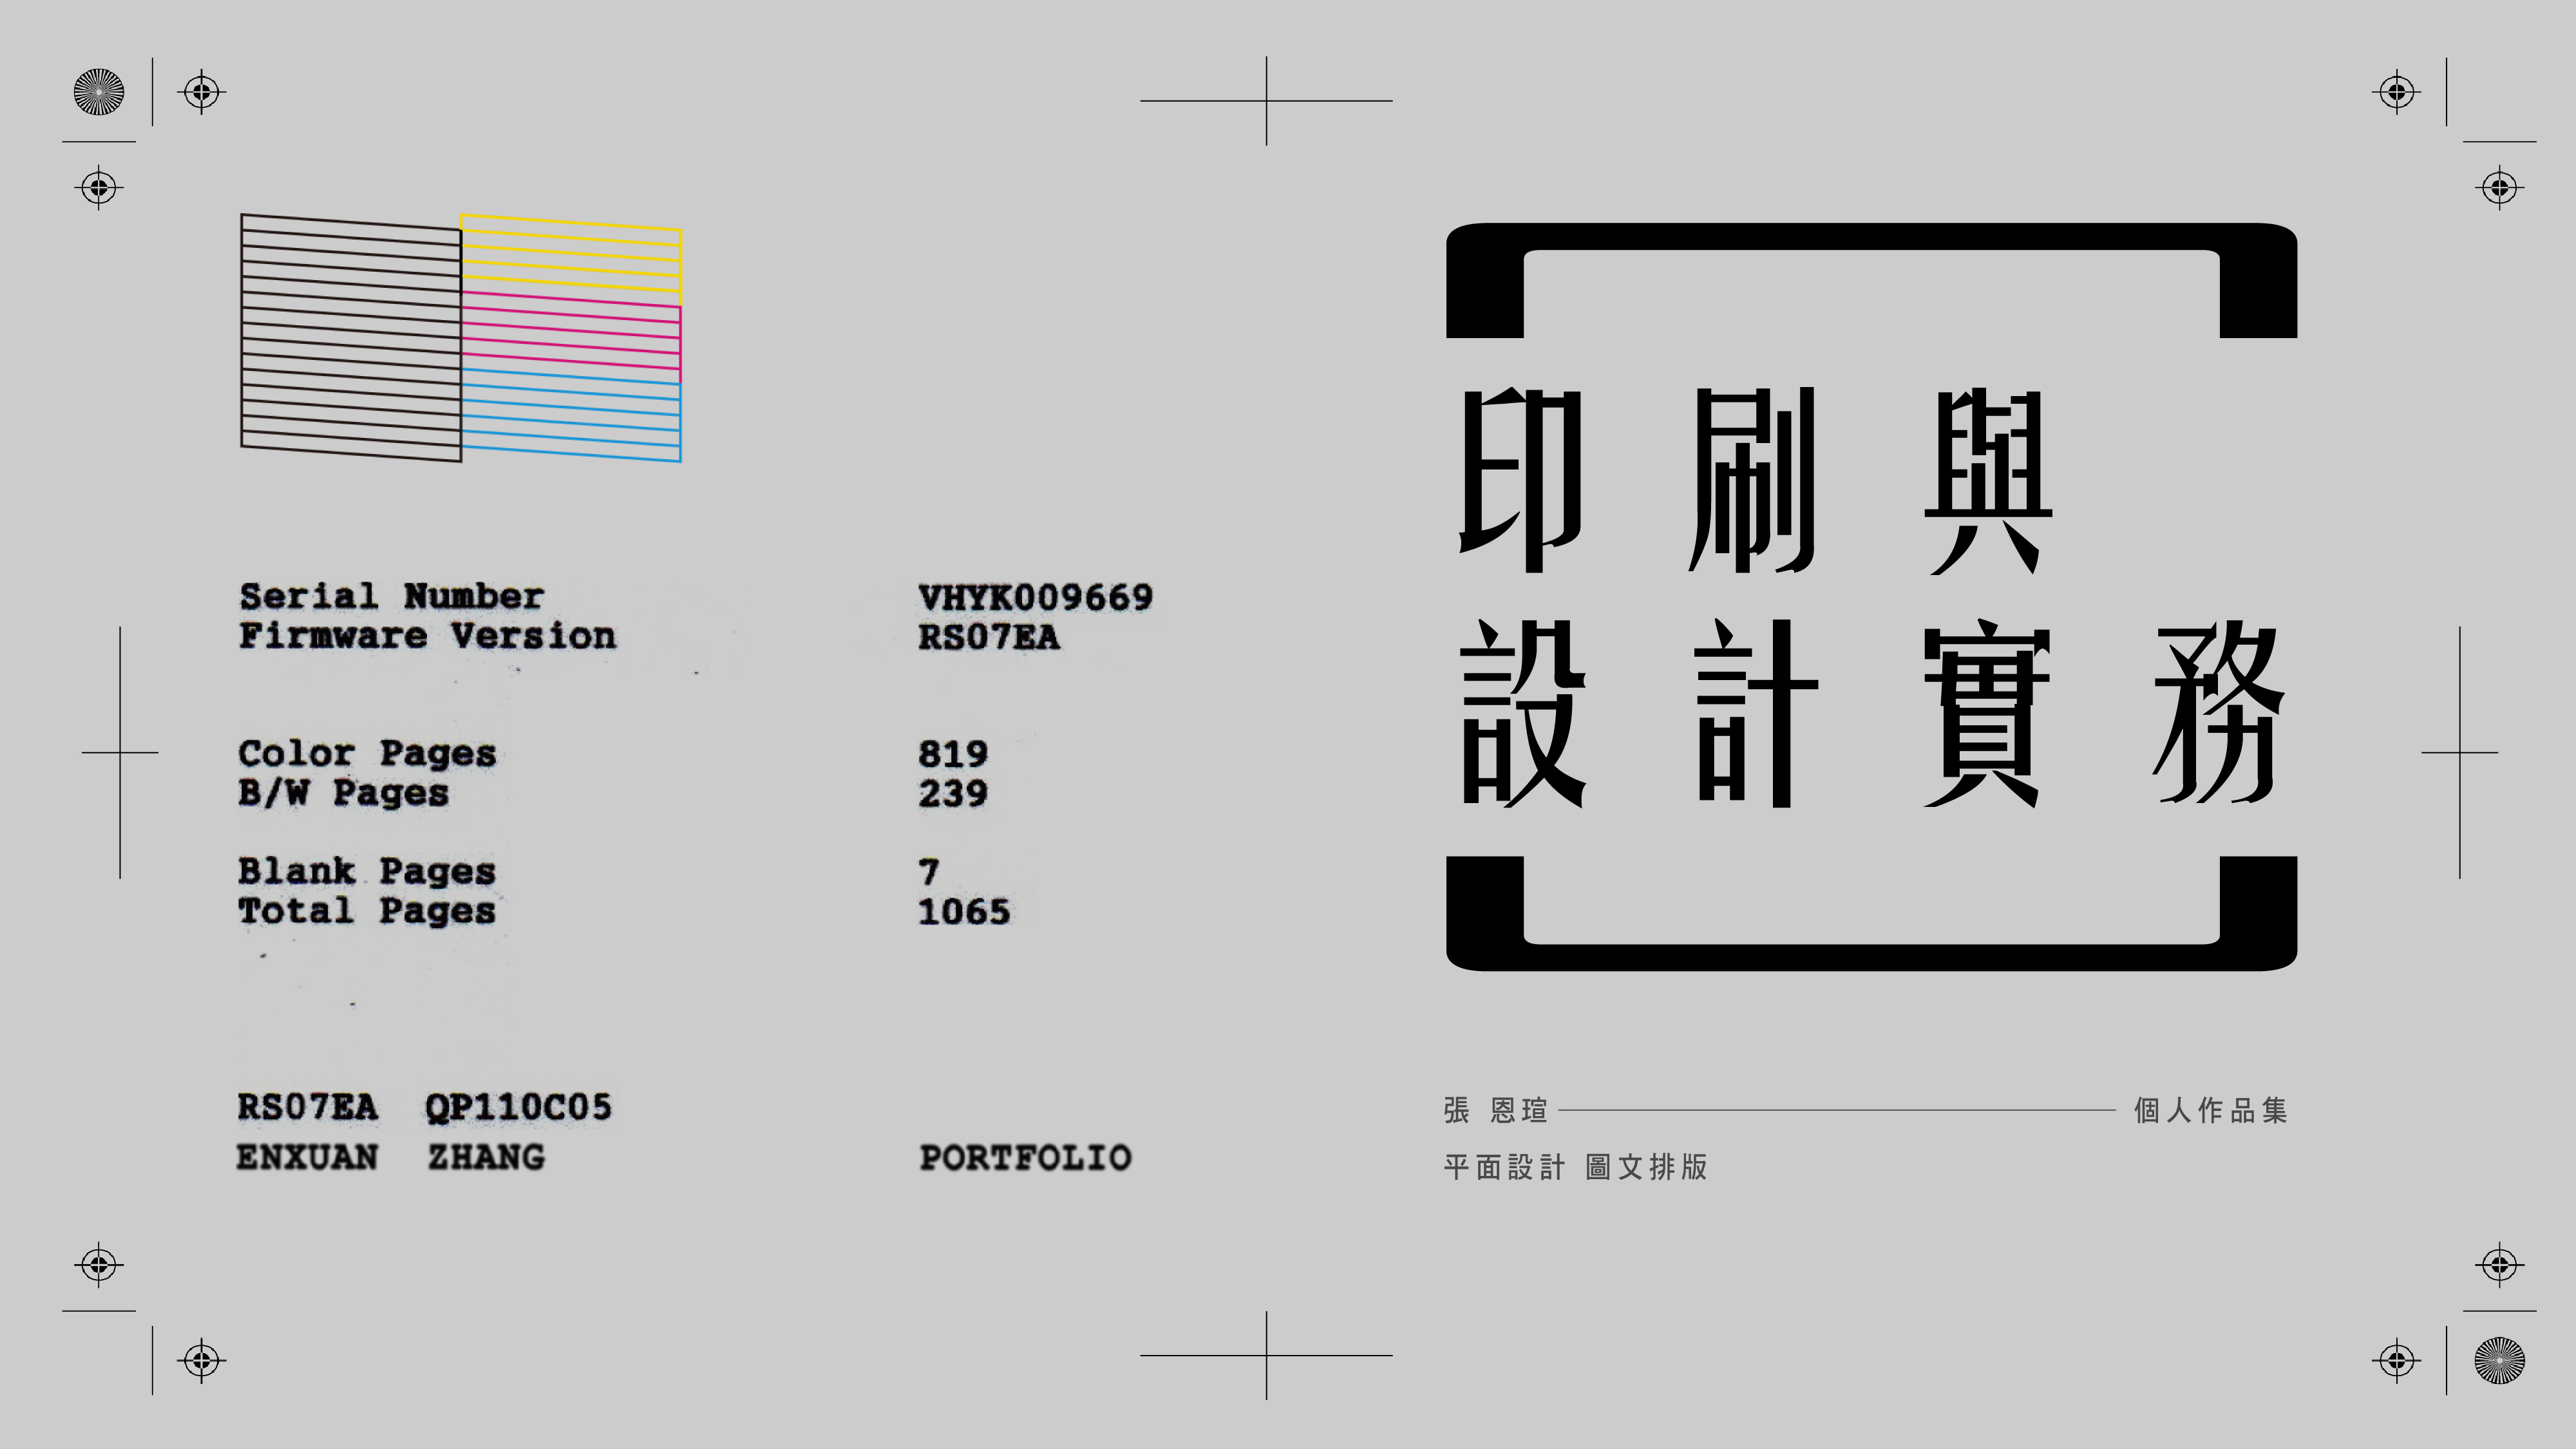 Serial Number VHYK009669
Firmware Version RS07EA
Color Pages 819
B/W Pages 239
Blank Pages 7
Total Pages 1065
RS07EA QP110C05
ENXUAN ZHANG PORTFOLIO
印刷與
設計實務
張 恩瑄 個人作品集
平面設計 圖文排版